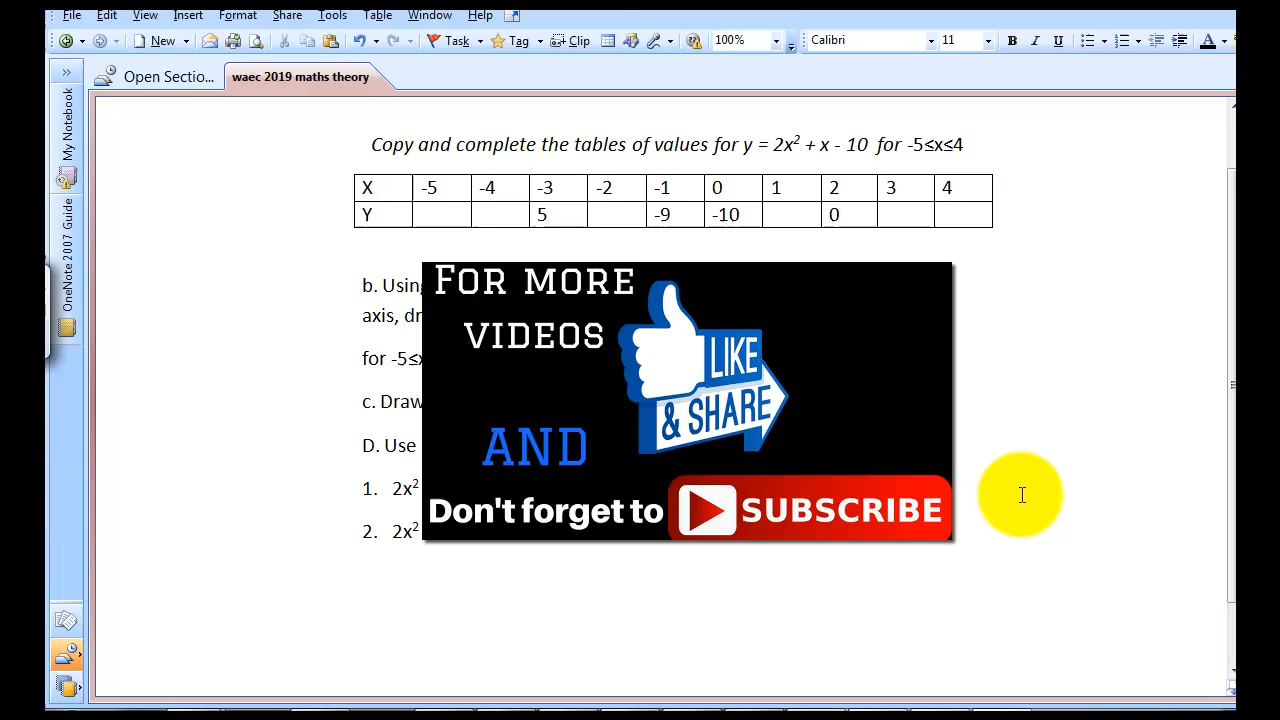 File Edit View Insert Format Share Tools Table Window Help
New Task Tag Clip 100% Calibri 11 B I U A
Open Sectio... waec 2019 maths theory
My Notebook
OneNote 2007 Guide
Copy and complete the tables of values for y = 2x² + x - 10 for -5≤x≤4
X -5 -4 -3 -2 -1 0 1 2 3 4
Y 5 -9 -10 0
b. Using
axis,
for -5≤x
c. Draw
D. Use
1. 2x²
2. 2x²
FOR MORE
VIDEOS
LIKE
& SHARE
AND
Don't forget to SUBSCRIBE